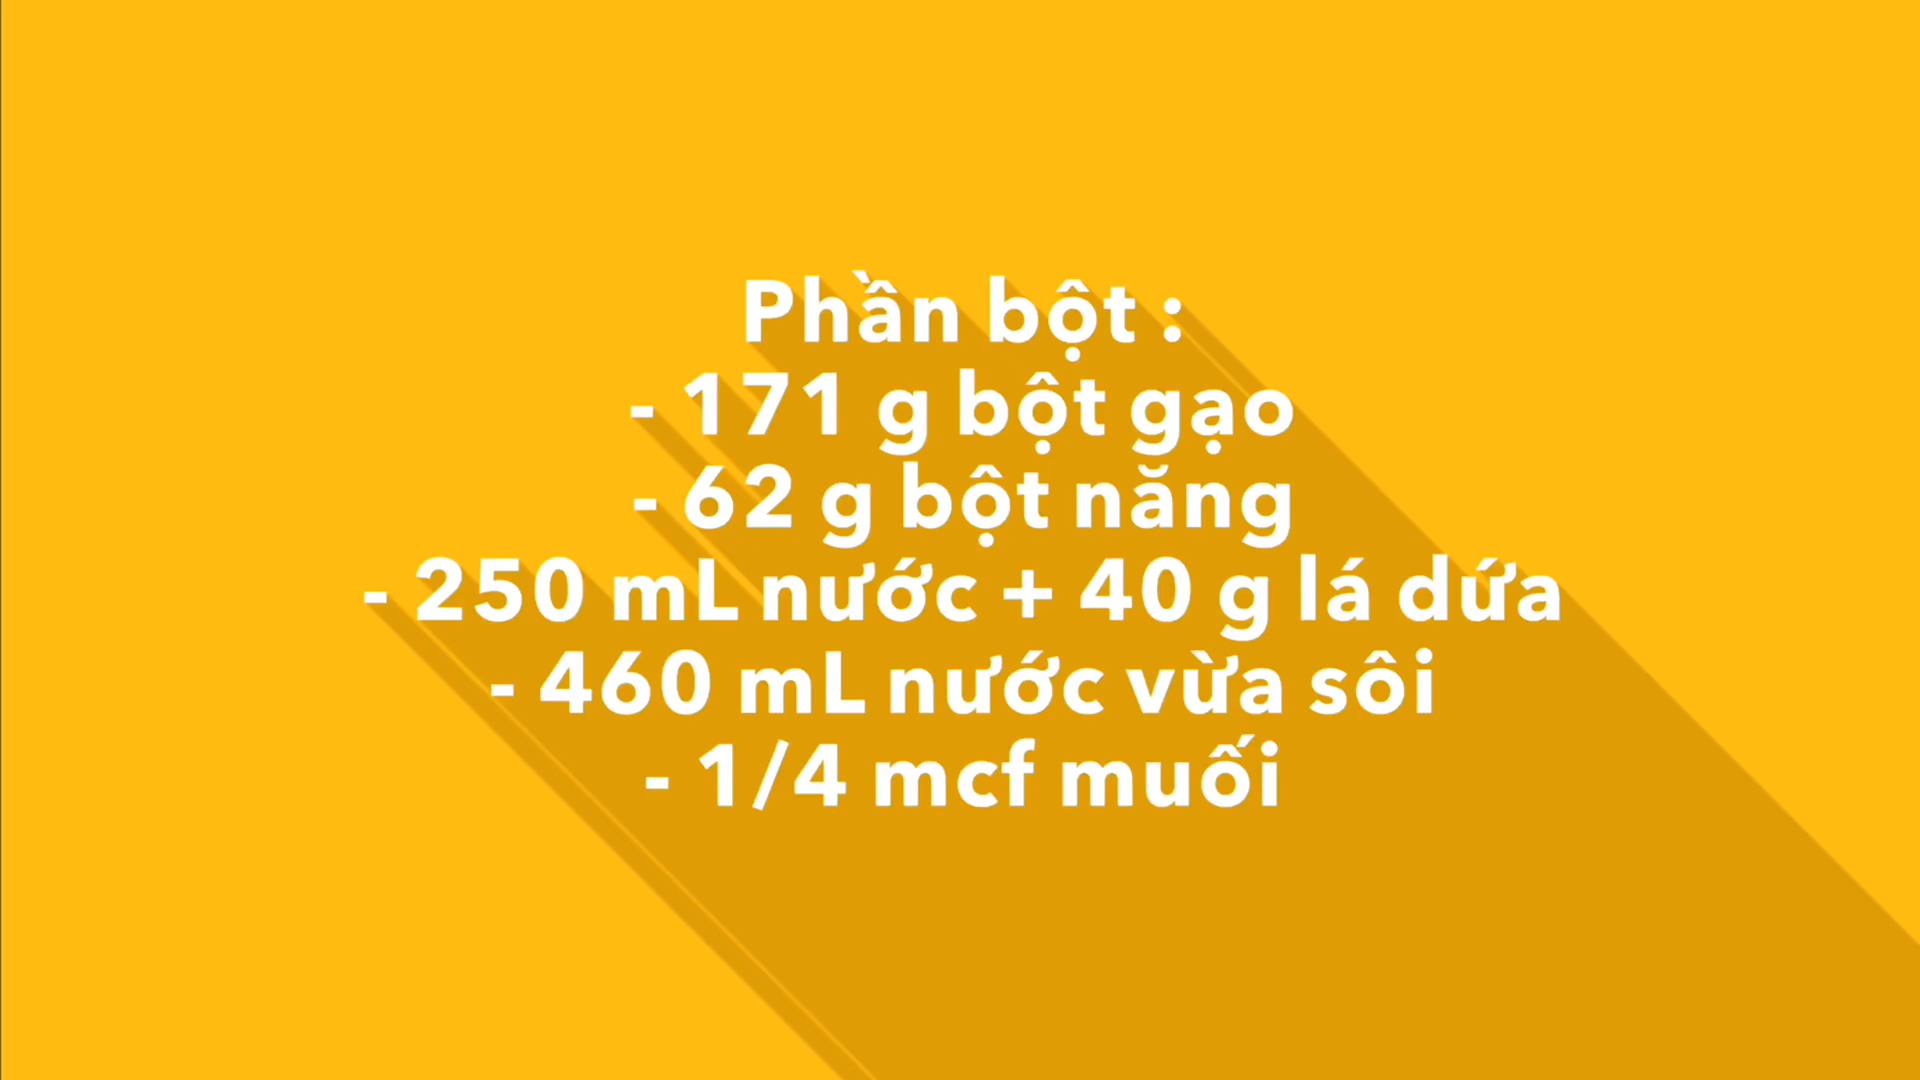 Phần bột :
- 171 g bột gạo
- 62 g bột năng
- 250 mL nước + 40 g lá dứa
- 460 mL nước vừa sôi
- 1/4 mcf muối